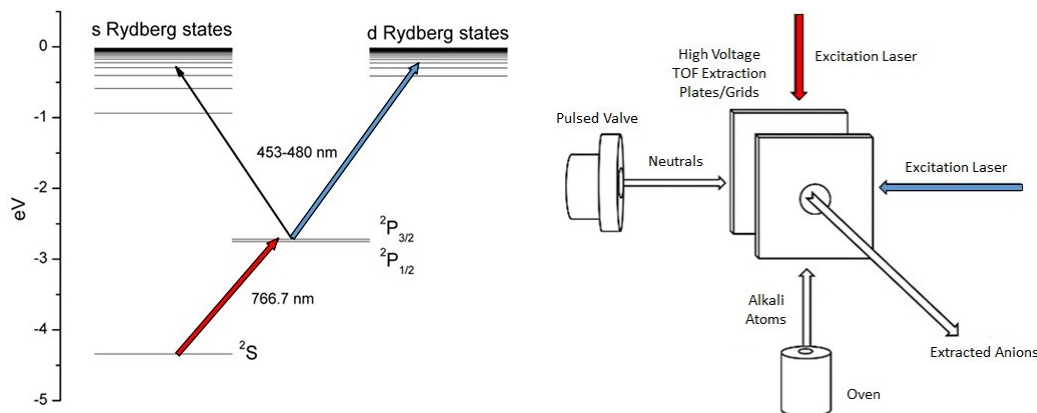 s Rydberg states
d Rydberg states
0
-1
-2
-3
-4
-5
eV
453-480 nm
²P₃/₂
²P₁/₂
766.7 nm
²S
High Voltage
TOF Extraction
Plates/Grids
Excitation Laser
Pulsed Valve
Neutrals
Excitation Laser
Alkali
Atoms
Extracted Anions
Oven